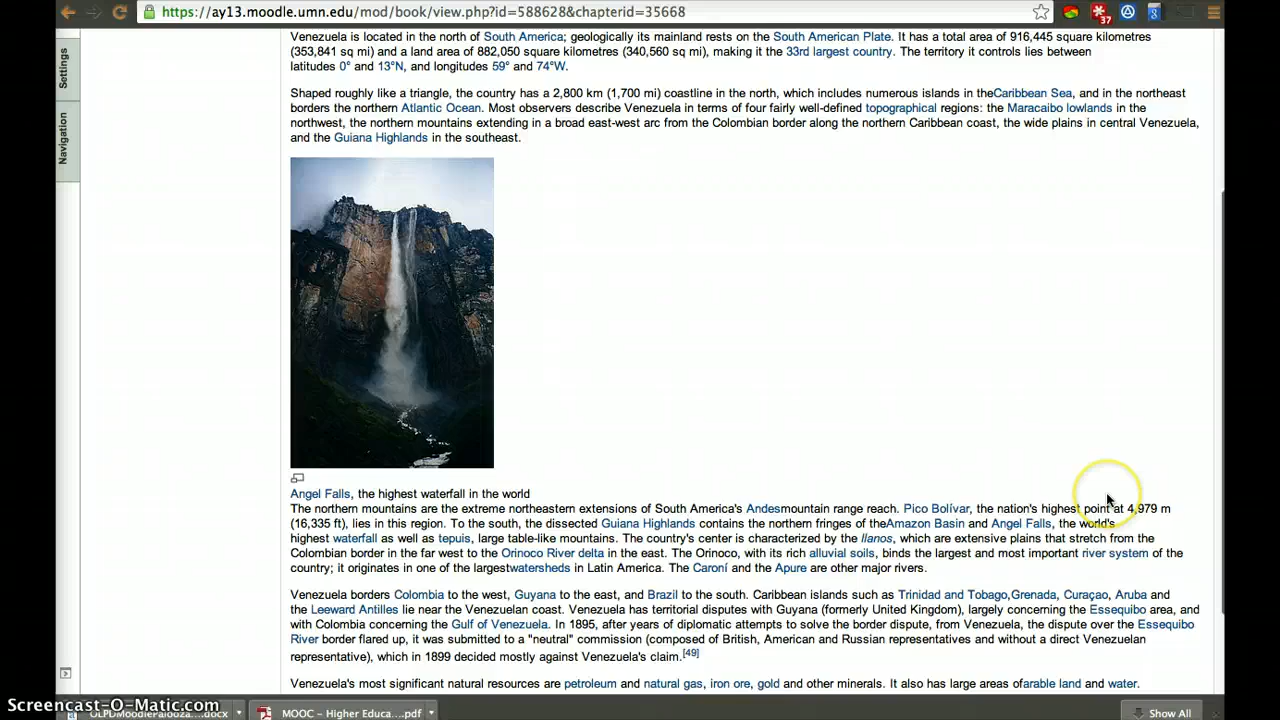 https://ay13.moodle.umn.edu/mod/book/view.php?id=588628&chapterid=35668
37
Settings
Navigation
Venezuela is located in the north of South America; geologically its mainland rests on the South American Plate. It has a total area of 916,445 square kilometres
(353,841 sq mi) and a land area of 882,050 square kilometres (340,560 sq mi), making it the 33rd largest country. The territory it controls lies between
latitudes 0° and 13°N, and longitudes 59° and 74°W.
Shaped roughly like a triangle, the country has a 2,800 km (1,700 mi) coastline in the north, which includes numerous islands in theCaribbean Sea, and in the northeast
borders the northern Atlantic Ocean. Most observers describe Venezuela in terms of four fairly well-defined topographical regions: the Maracaibo lowlands in the
northwest, the northern mountains extending in a broad east-west arc from the Colombian border along the northern Caribbean coast, the wide plains in central Venezuela,
and the Guiana Highlands in the southeast.
Angel Falls, the highest waterfall in the world
The northern mountains are the extreme northeastern extensions of South America's Andesmountain range reach. Pico Bolívar, the nation's highest point at 4,979 m
(16,335 ft), lies in this region. To the south, the dissected Guiana Highlands contains the northern fringes of theAmazon Basin and Angel Falls, the world's
highest waterfall as well as tepuis, large table-like mountains. The country's center is characterized by the llanos, which are extensive plains that stretch from the
Colombian border in the far west to the Orinoco River delta in the east. The Orinoco, with its rich alluvial soils, binds the largest and most important river system of the
country; it originates in one of the largestwatersheds in Latin America. The Caroní and the Apure are other major rivers.
Venezuela borders Colombia to the west, Guyana to the east, and Brazil to the south. Caribbean islands such as Trinidad and Tobago,Grenada, Curaçao, Aruba and
the Leeward Antilles lie near the Venezuelan coast. Venezuela has territorial disputes with Guyana (formerly United Kingdom), largely concerning the Essequibo area, and
with Colombia concerning the Gulf of Venezuela. In 1895, after years of diplomatic attempts to solve the border dispute, from Venezuela, the dispute over the Essequibo
River border flared up, it was submitted to a "neutral" commission (composed of British, American and Russian representatives and without a direct Venezuelan
representative), which in 1899 decided mostly against Venezuela's claim.[49]
Venezuela's most significant natural resources are petroleum and natural gas, iron ore, gold and other minerals. It also has large areas ofarable land and water.
Screencast-O-Matic.com
MOOC – Higher Educa....pdf
Show All